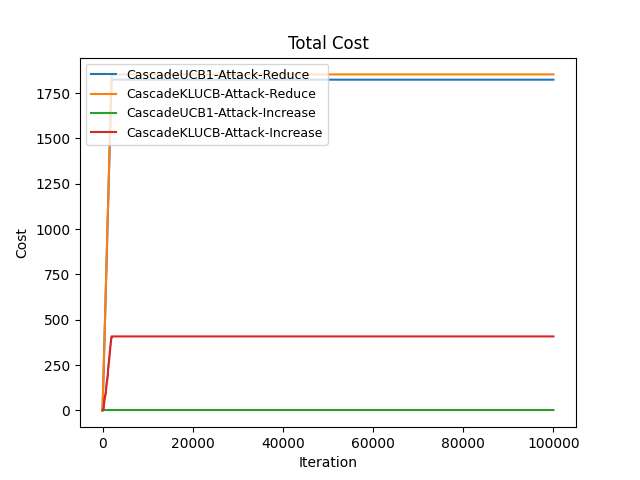 Total Cost
CascadeUCB1-Attack-Reduce
CascadeKLUCB-Attack-Reduce
CascadeUCB1-Attack-Increase
CascadeKLUCB-Attack-Increase
Cost
1750
1500
1250
1000
750
500
250
0
0 20000 40000 60000 80000 100000
Iteration